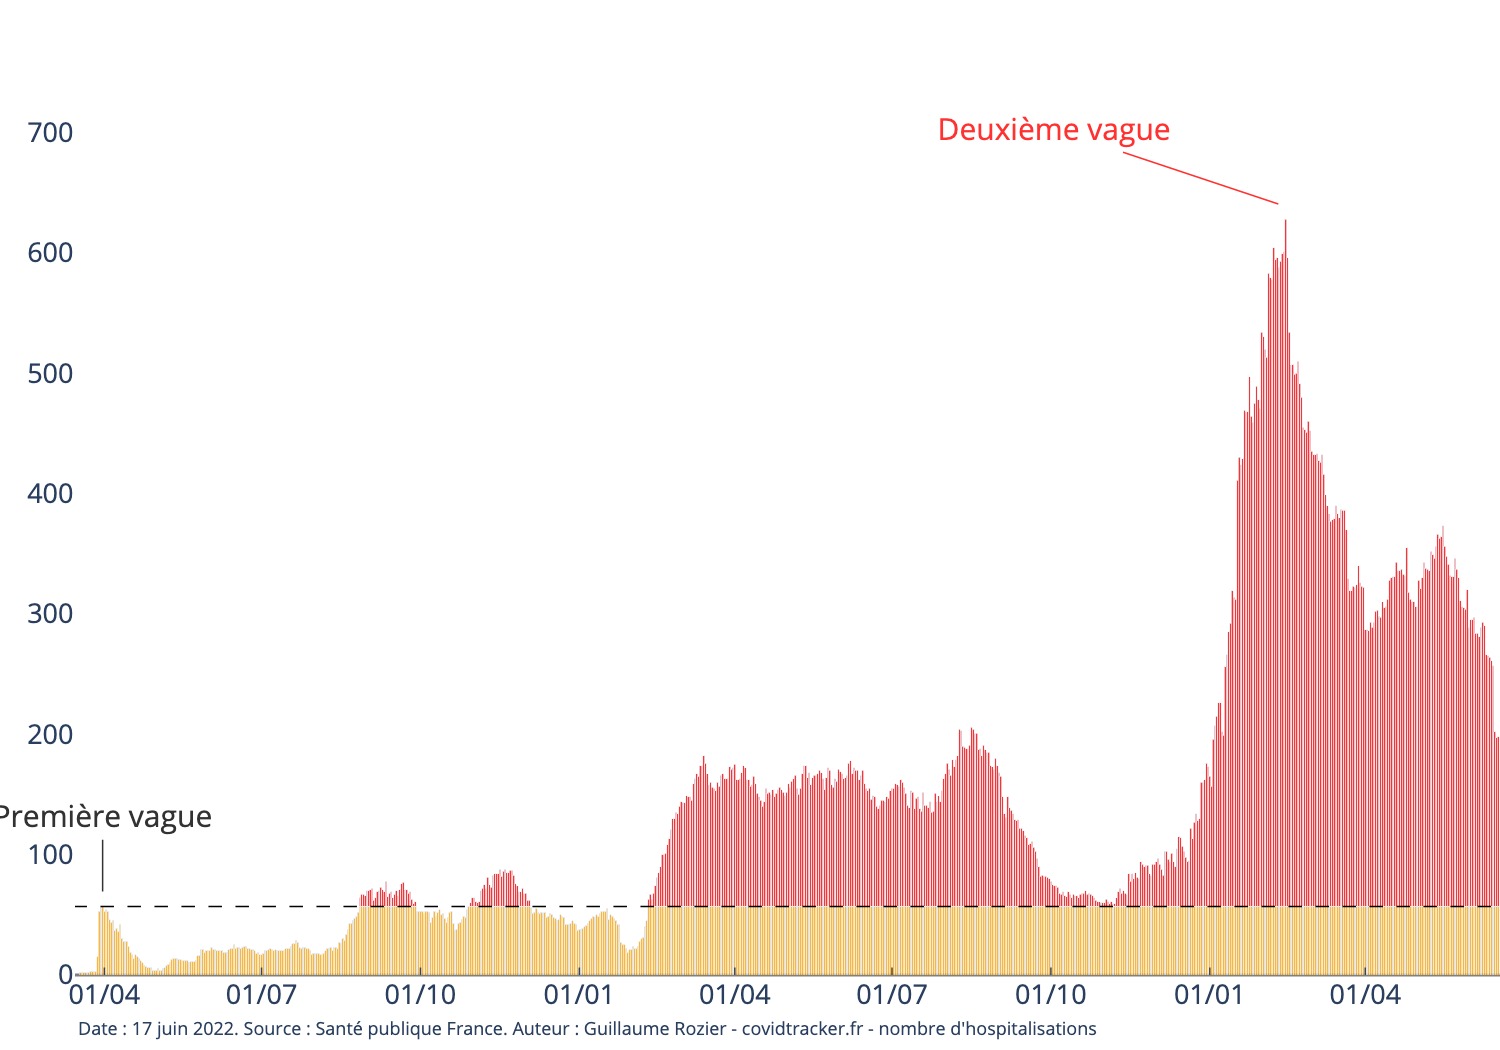 700
Deuxième vague
600
500
400
300
200
Première vague
100
0
01/04 01/07 01/10 01/01 01/04 01/07 01/10 01/01 01/04
Date : 17 juin 2022. Source : Santé publique France. Auteur : Guillaume Rozier - covidtracker.fr - nombre d'hospitalisations